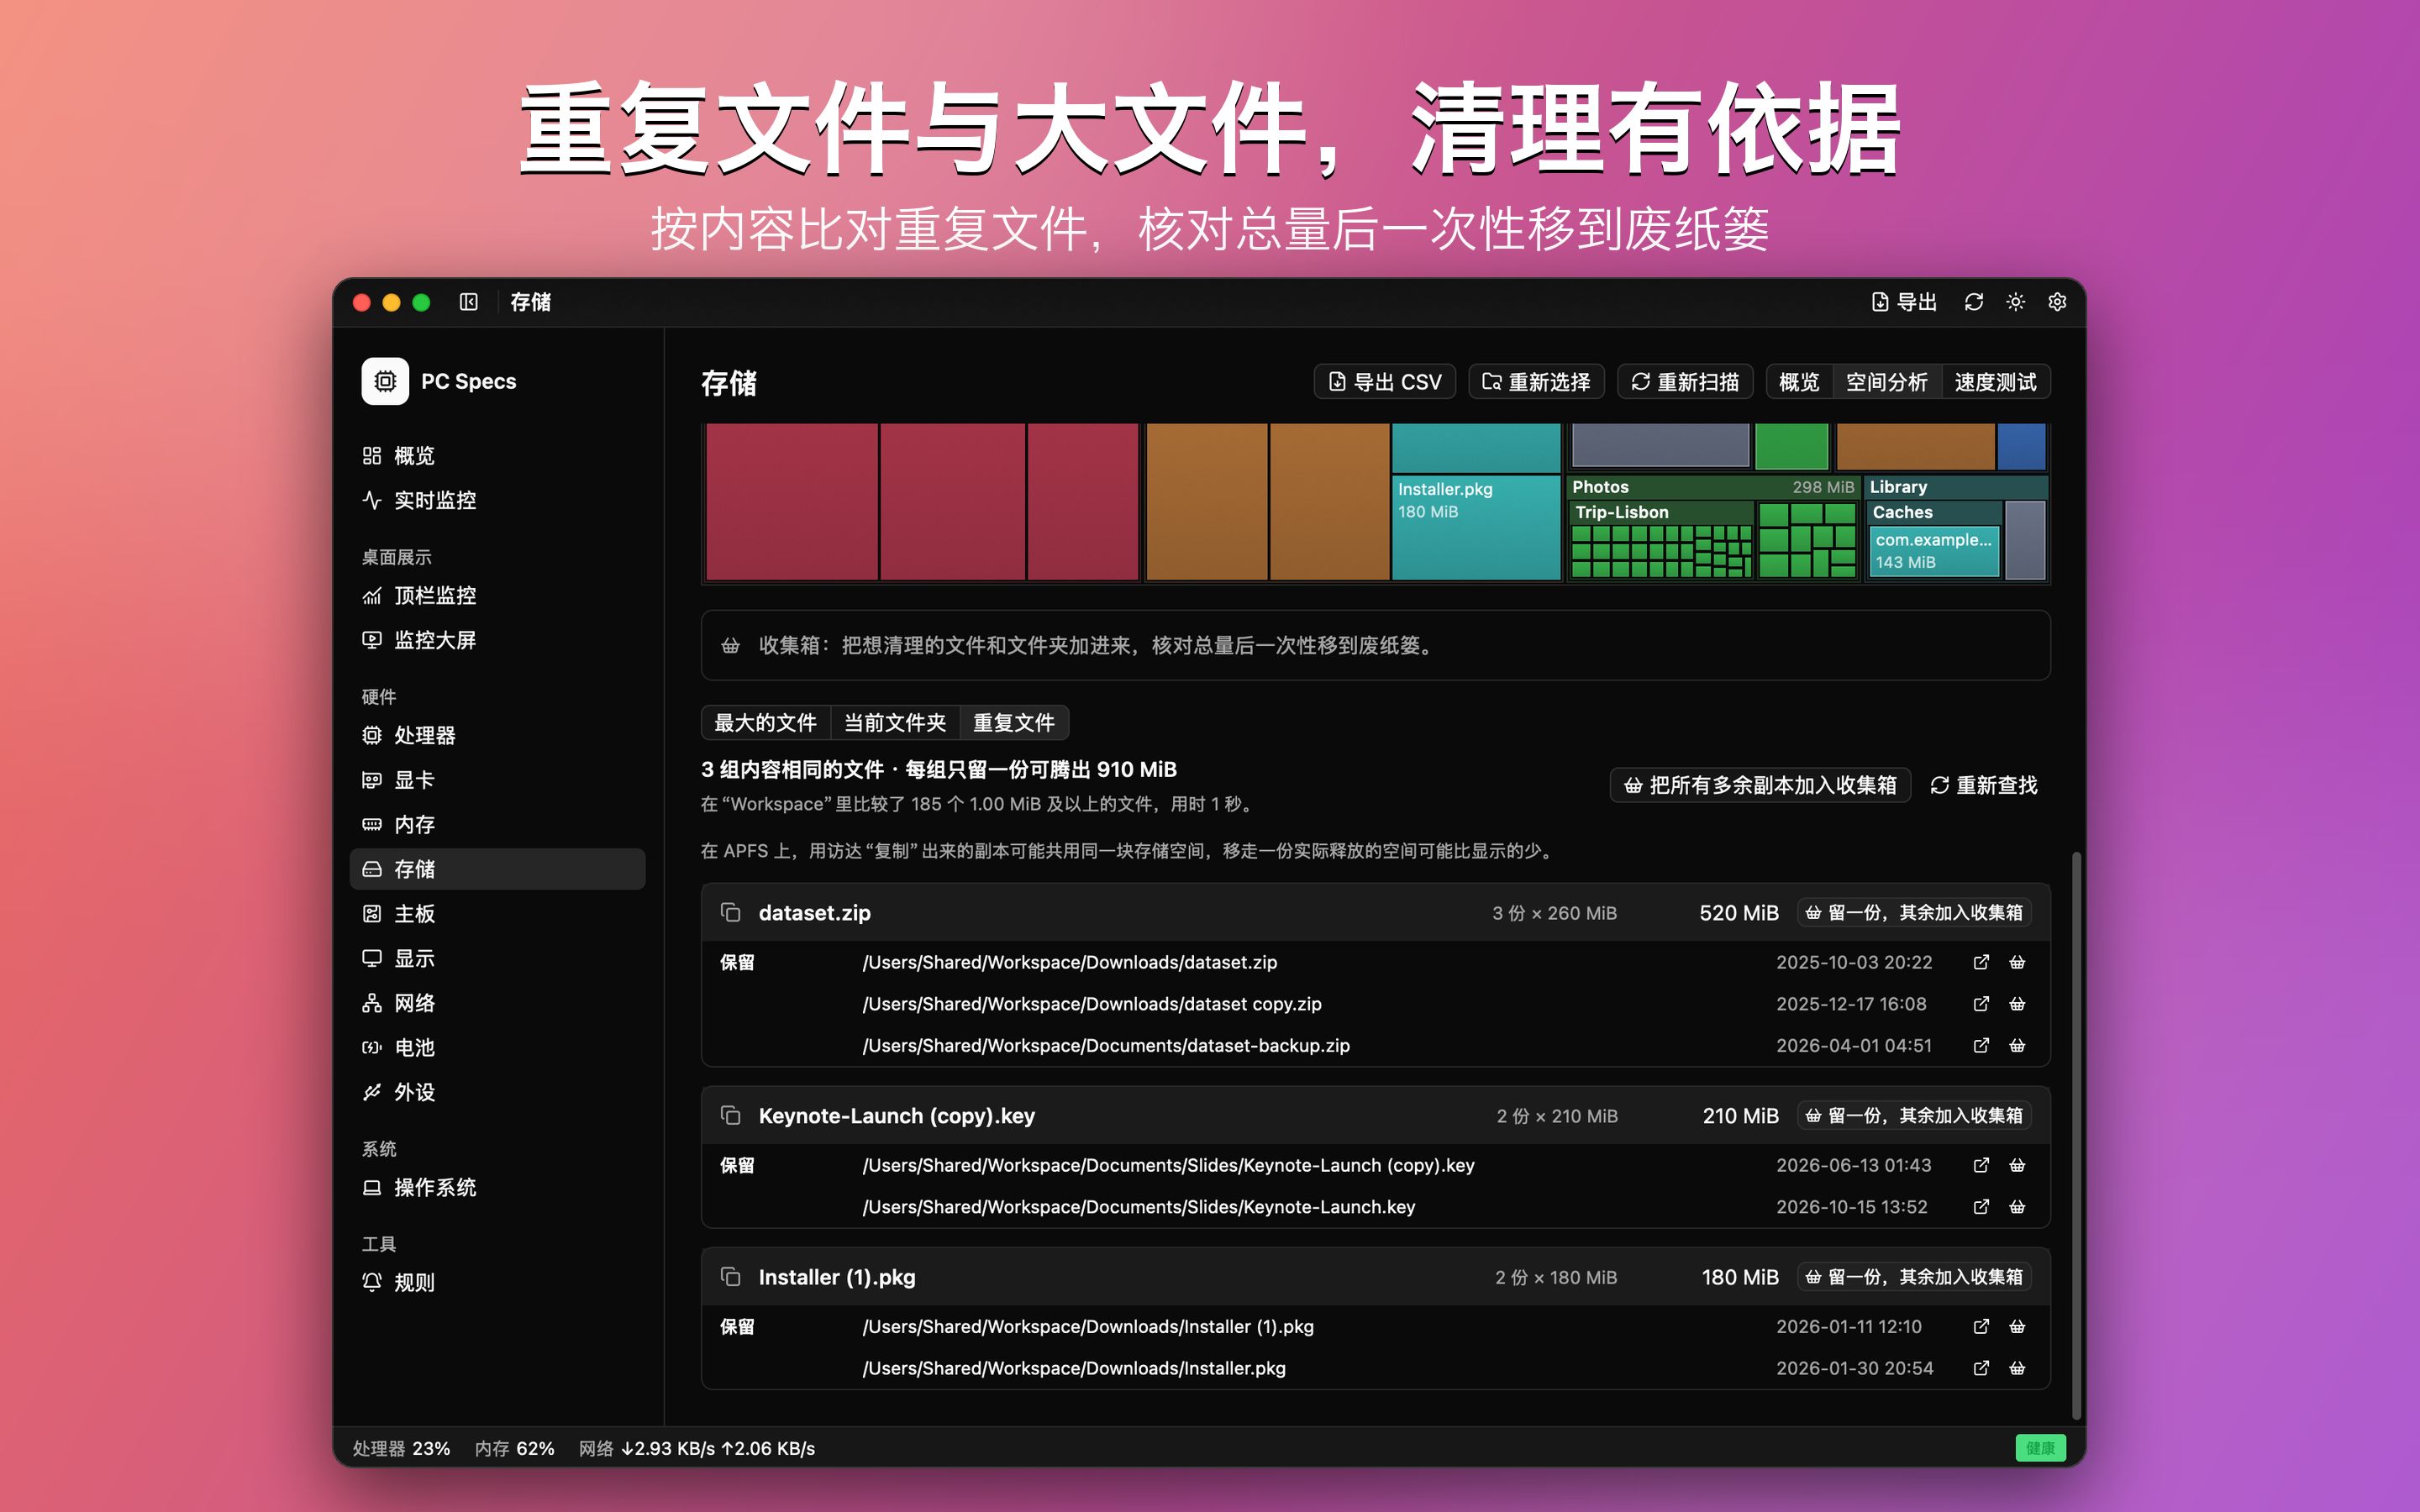 重复文件与大文件，清理有依据
按内容比对重复文件，核对总量后一次性移到废纸篓
存储
导出
PC Specs
概览
实时监控
桌面展示
顶栏监控
监控大屏
硬件
处理器
显卡
内存
存储
主板
显示
网络
电池
外设
系统
操作系统
工具
规则
存储
导出 CSV
重新选择
重新扫描
概览
空间分析
速度测试
Installer.pkg
180 MiB
Photos 298 MiB
Trip-Lisbon
Library
Caches
com.example...
143 MiB
收集箱：把想清理的文件和文件夹加进来，核对总量后一次性移到废纸篓。
最大的文件 当前文件夹 重复文件
3 组内容相同的文件 · 每组只留一份可腾出 910 MiB
在“Workspace”里比较了 185 个 1.00 MiB 及以上的文件，用时 1 秒。
把所有多余副本加入收集箱 重新查找
在 APFS 上，用访达“复制”出来的副本可能共用同一块存储空间，移走一份实际释放的空间可能比显示的少。
dataset.zip 3 份 × 260 MiB 520 MiB 留一份，其余加入收集箱
保留 /Users/Shared/Workspace/Downloads/dataset.zip 2025-10-03 20:22
/Users/Shared/Workspace/Downloads/dataset copy.zip 2025-12-17 16:08
/Users/Shared/Workspace/Documents/dataset-backup.zip 2026-04-01 04:51
Keynote-Launch (copy).key 2 份 × 210 MiB 210 MiB 留一份，其余加入收集箱
保留 /Users/Shared/Workspace/Documents/Slides/Keynote-Launch (copy).key 2026-06-13 01:43
/Users/Shared/Workspace/Documents/Slides/Keynote-Launch.key 2026-10-15 13:52
Installer (1).pkg 2 份 × 180 MiB 180 MiB 留一份，其余加入收集箱
保留 /Users/Shared/Workspace/Downloads/Installer (1).pkg 2026-01-11 12:10
/Users/Shared/Workspace/Downloads/Installer.pkg 2026-01-30 20:54
处理器 23% 内存 62% 网络 ↓2.93 KB/s ↑2.06 KB/s
健康